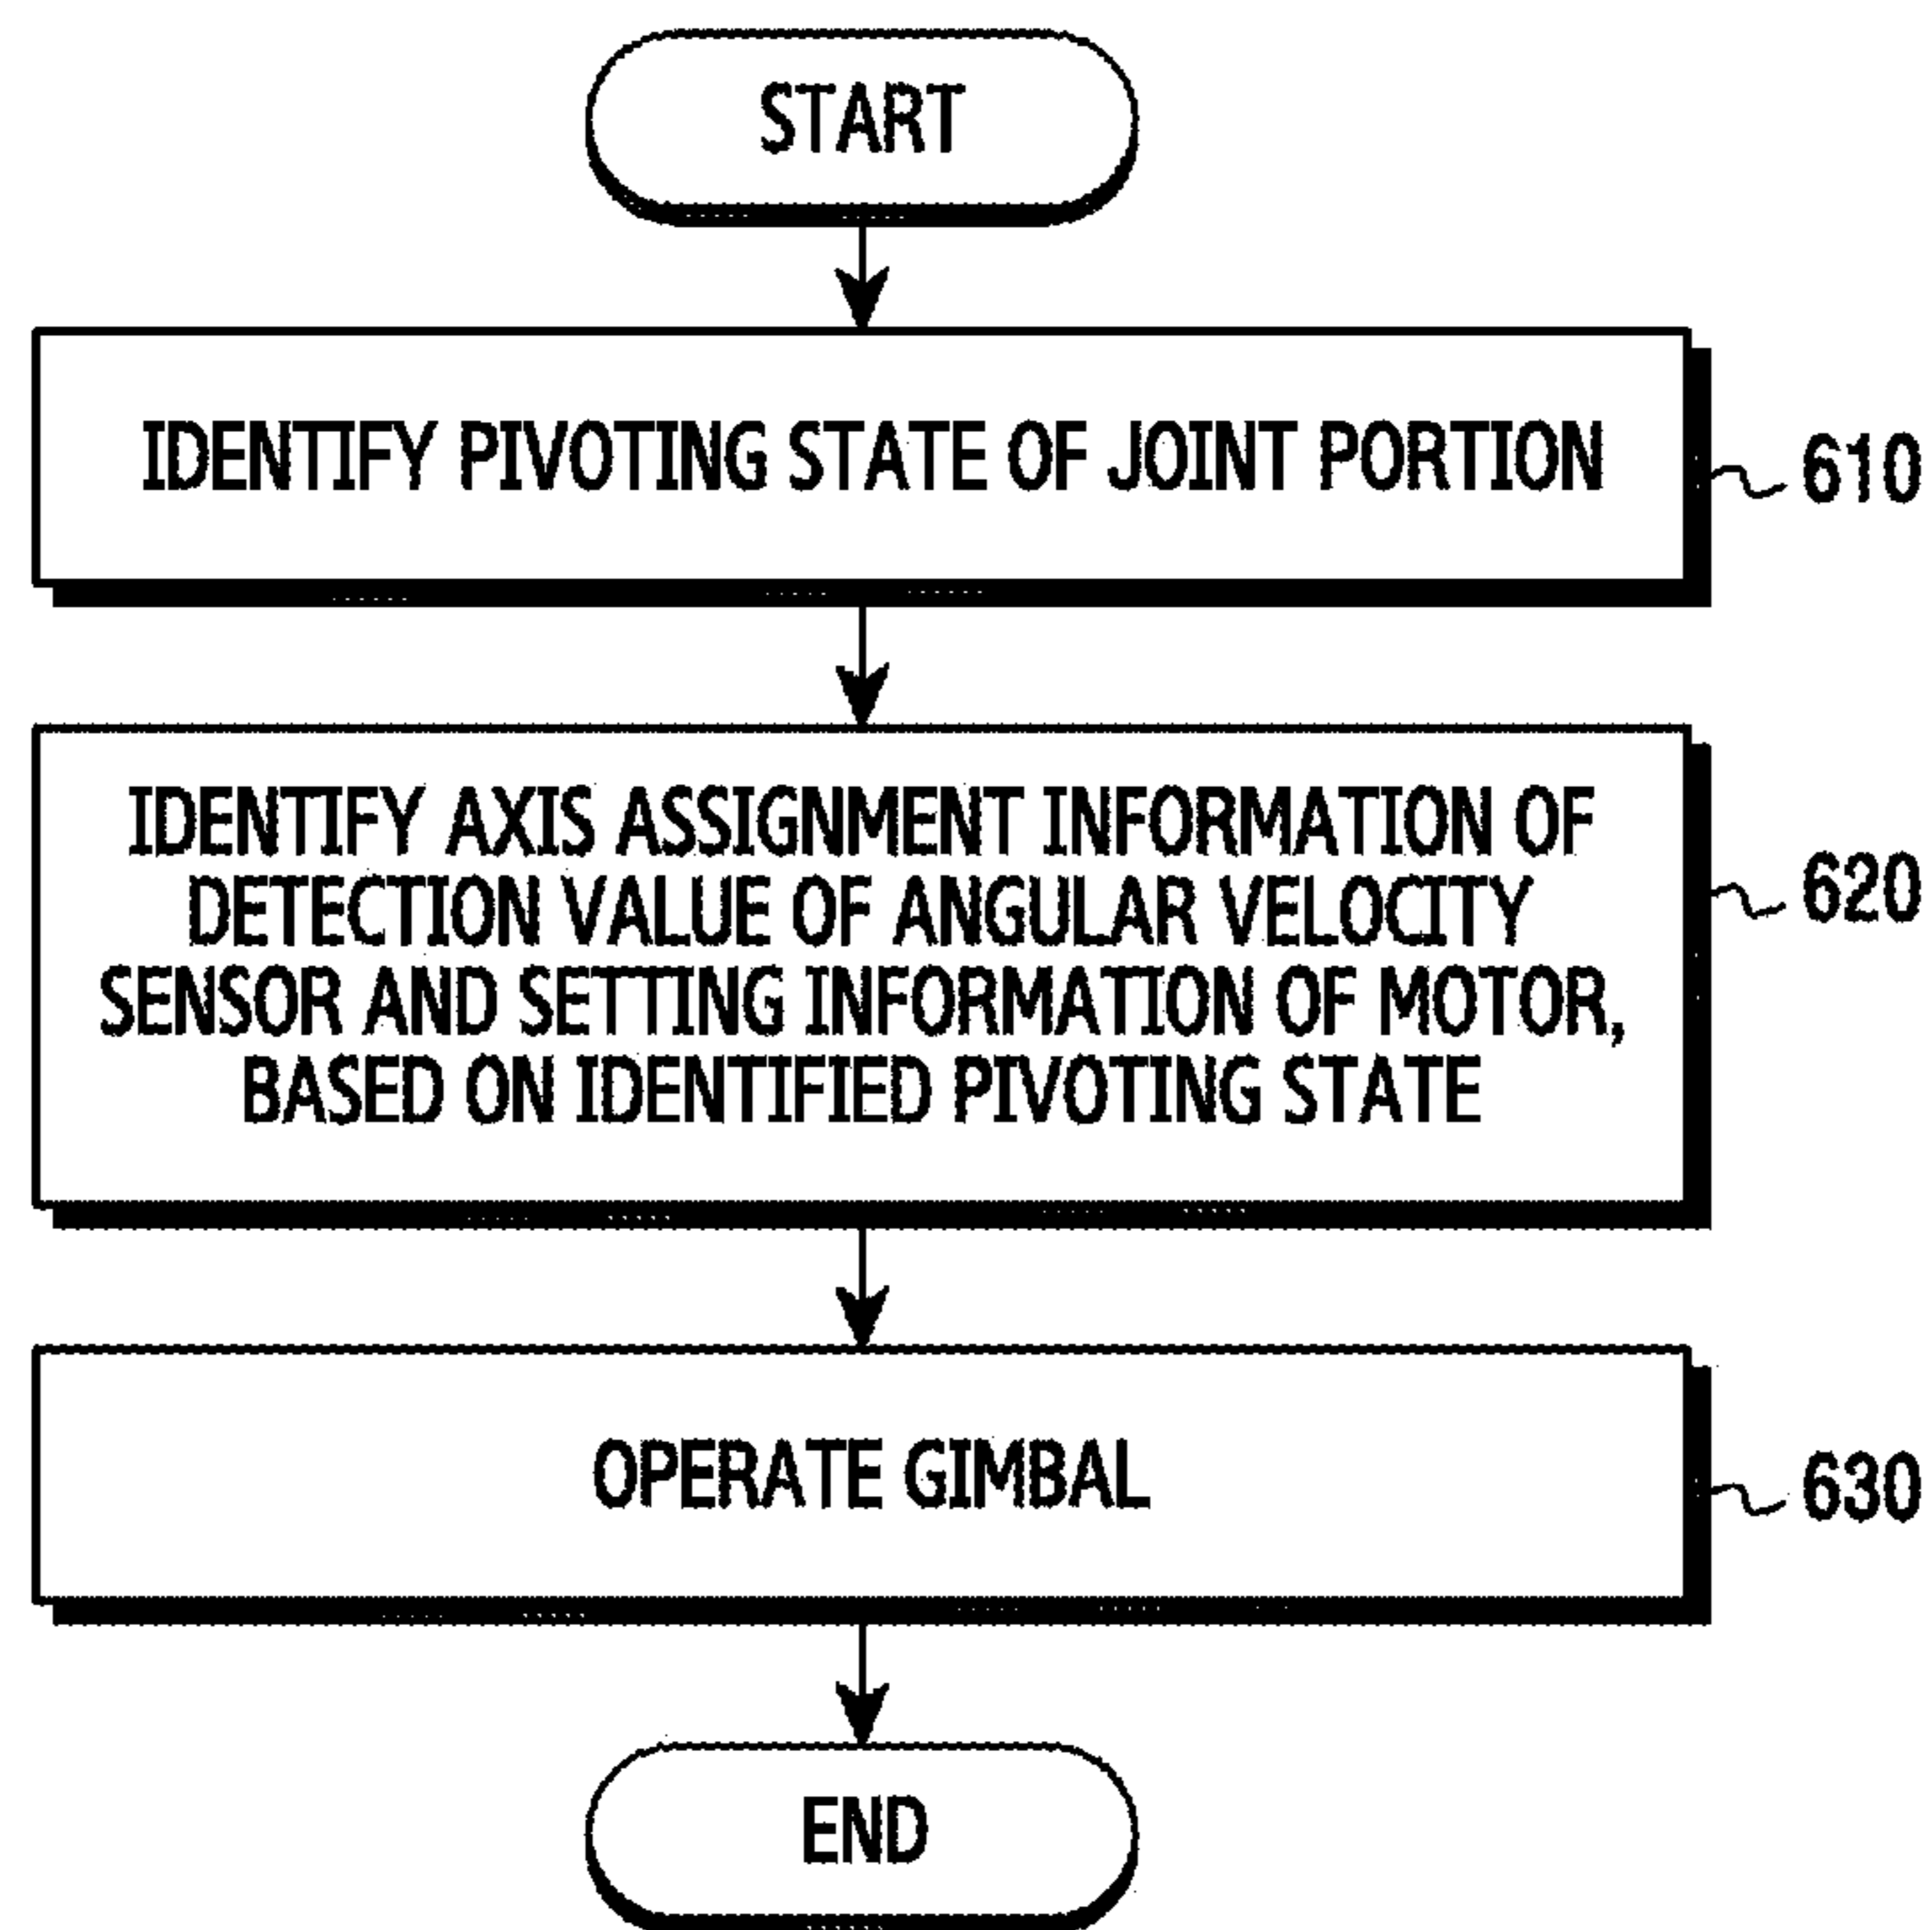 START
IDENTIFY PIVOTING STATE OF JOINT PORTION
610
IDENTIFY AXIS ASSIGNMENT INFORMATION OF
DETECTION VALUE OF ANGULAR VELOCITY
SENSOR AND SETTING INFORMATION OF MOTOR,
BASED ON IDENTIFIED PIVOTING STATE
620
OPERATE GIMBAL
630
END